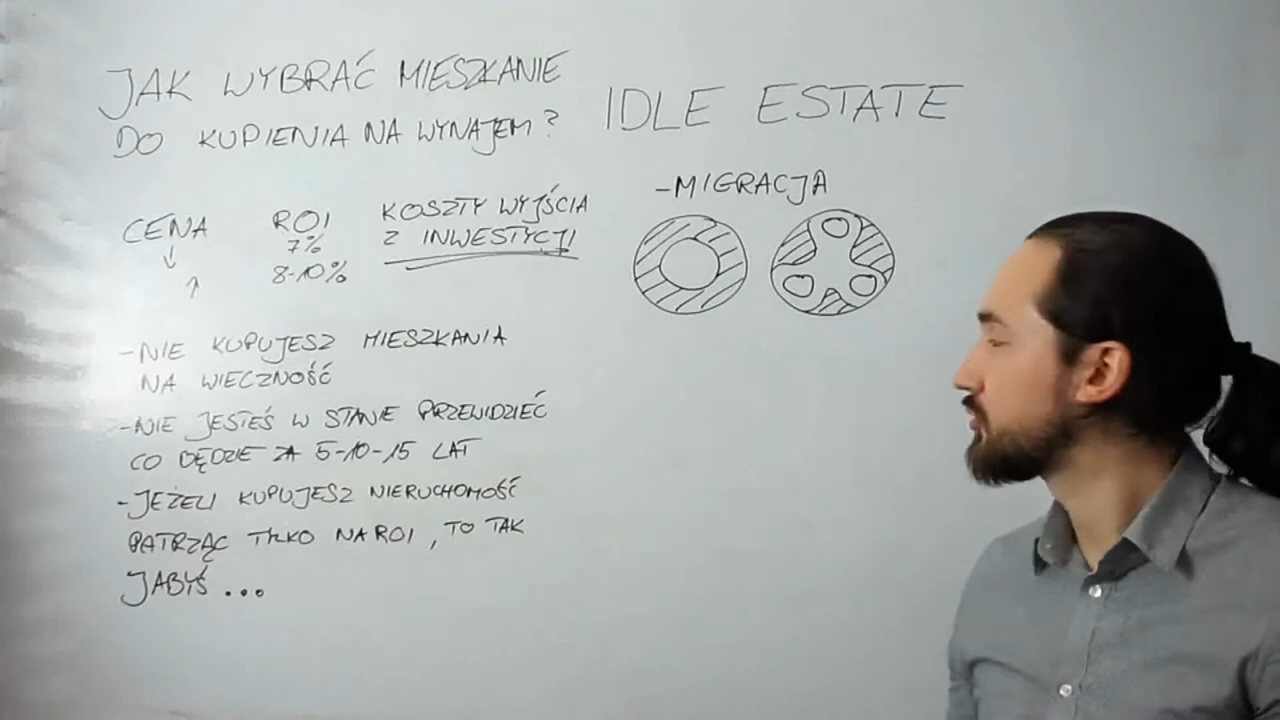 JAK WYBRAĆ MIESZKANIE
DO KUPIENIA NA WYNAJEM?
IDLE ESTATE
CENA
ROI
7%
8-10%
KOSZTY WYJŚCIA
Z INWESTYCJI
-MIGRACJA
-NIE KUPUJESZ MIESZKANIA
NA WIECZNOŚĆ
-NIE JESTEŚ W STANIE PRZEWIDZIEĆ
CO BĘDZIE ZA 5-10-15 LAT
-JEŻELI KUPUJESZ NIERUCHOMOŚĆ
PATRZĄC TYLKO NA ROI, TO TAK
JABYŚ...